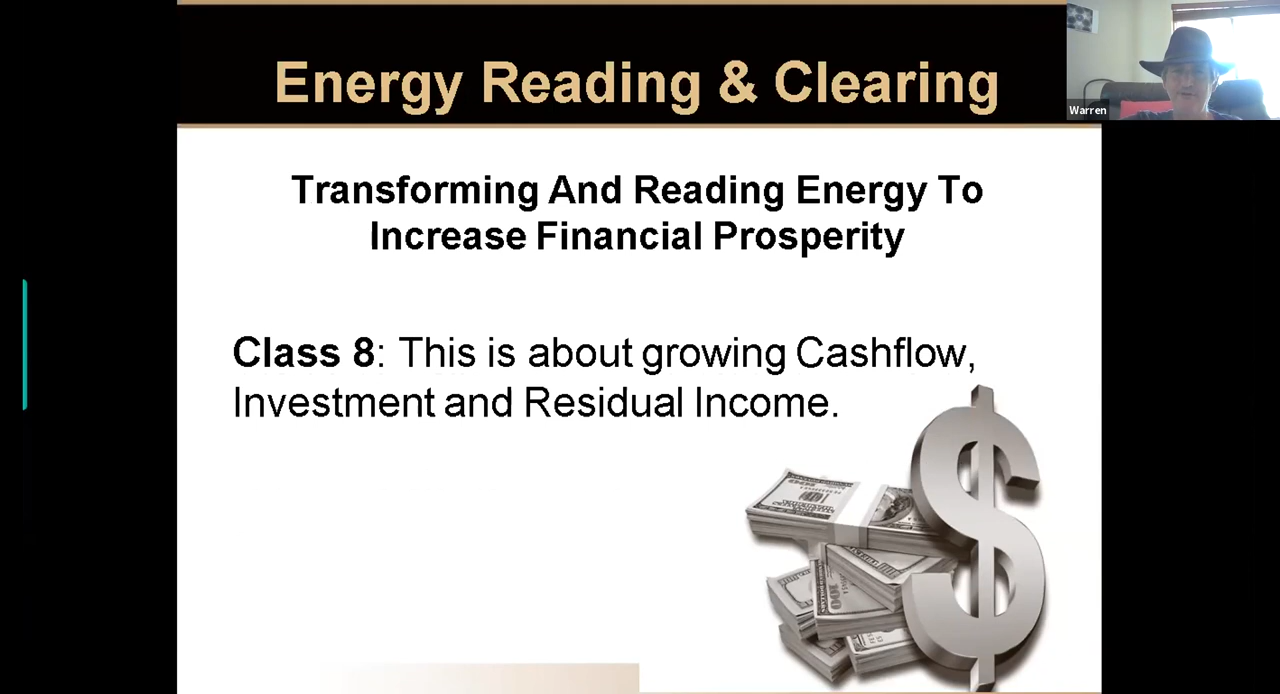 Energy Reading & Clearing
Warren
Transforming And Reading Energy To
Increase Financial Prosperity
Class 8: This is about growing Cashflow,
Investment and Residual Income.
$
100